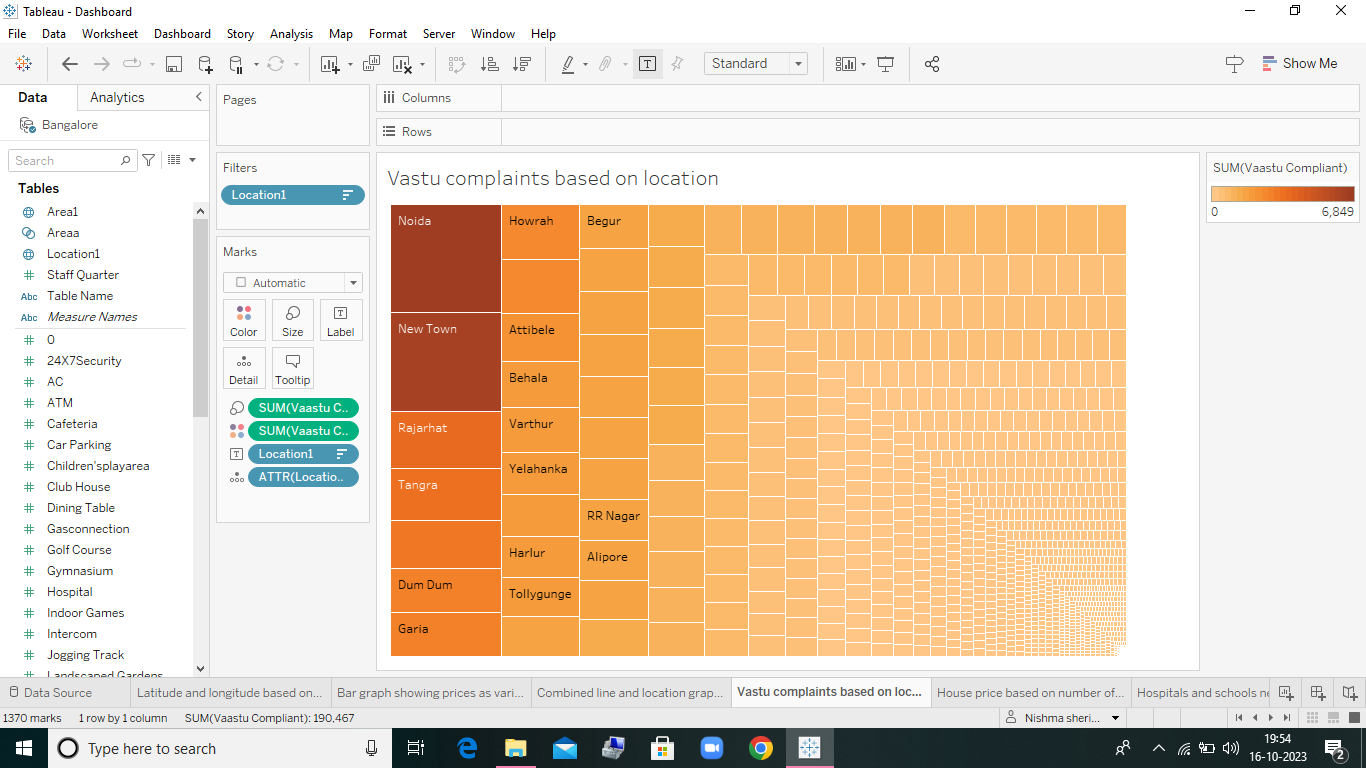 Tableau - Dashboard
File Data Worksheet Dashboard Story Analysis Map Format Server Window Help
Standard
Show Me
Data Analytics
Bangalore
Search
Tables
Area1
Areaa
Location1
# Staff Quarter
Abc Table Name
Abc Measure Names
# 0
# 24X7Security
# AC
# ATM
# Cafeteria
# Car Parking
# Children'splayarea
# Club House
# Dining Table
# Gasconnection
# Golf Course
# Gymnasium
# Hospital
# Indoor Games
# Intercom
# Jogging Track
# Landscaped Gardens
Pages
Filters
Location1
Marks
Automatic
Color Size Label
Detail Tooltip
SUM(Vaastu C..
SUM(Vaastu C..
Location1
ATTR(Locatio..
Columns
Rows
Vastu complaints based on location
Noida
New Town
Rajarhat
Tangra
Dum Dum
Garia
Howrah
Attibele
Behala
Varthur
Yelahanka
Harlur
Tollygunge
Begur
RR Nagar
Alipore
SUM(Vaastu Compliant)
0 6,849
Data Source Latitude and longitude based on... Bar graph showing prices as vari... Combined line and location grap... Vastu complaints based on loc... House price based on number of... Hospitals and schools ne
1370 marks 1 row by 1 column SUM(Vaastu Compliant): 190,467 Nishma sheri...
Type here to search
19:54
16-10-2023
2